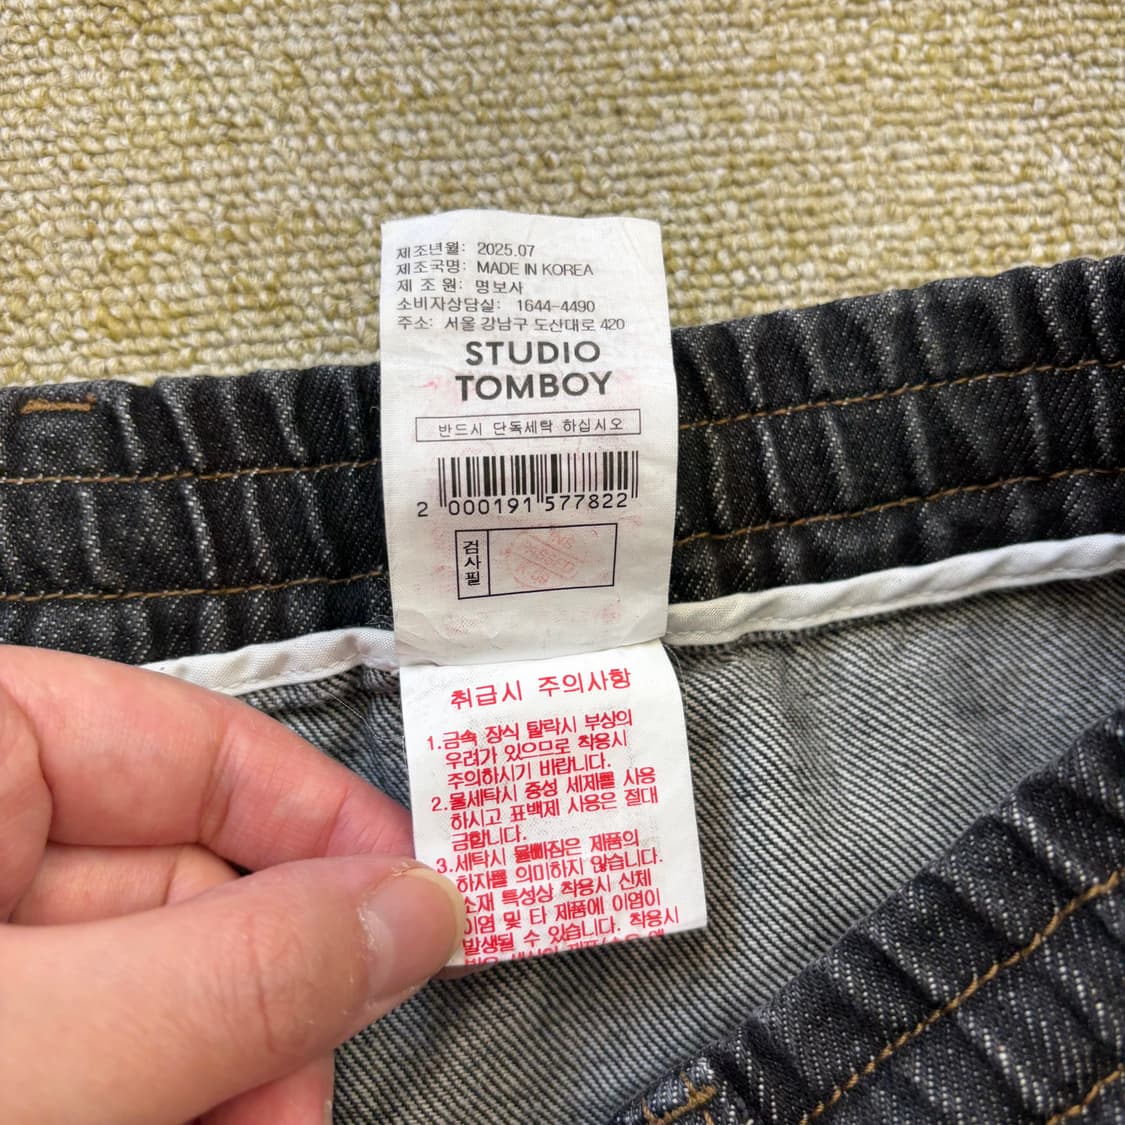 제조년월: 2025.07
제조국명: MADE IN KOREA
제 조 원: 명보사
소비자상담실: 1644-4490
주소: 서울 강남구 도산대로 420
STUDIO
TOMBOY
반드시 단독세탁 하십시오
2 000191 577822
검사필
PASSED
취급시 주의사항
1.금속 장식 탈락시 부상의
우려가 있으므로 착용시
주의하시기 바랍니다.
2.물세탁시 중성 세제를 사용
하시고 표백제 사용은 절대
금합니다.
3.세탁시 물빠짐은 제품의
하자를 의미하지 않습니다.
소재 특성상 착용시 신체
이염 및 타 제품에 이염이
발생될 수 있습니다. 착용시